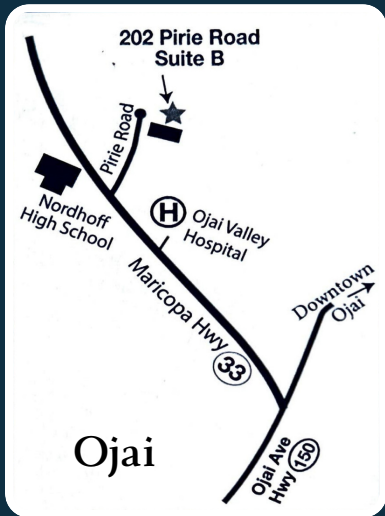 202 Pirie Road
Suite B
Pirie Road
Nordhoff
High School
H
Ojai Valley
Hospital
Maricopa Hwy
33
Downtown
Ojai
Ojai
Ojai Ave
Hwy 150